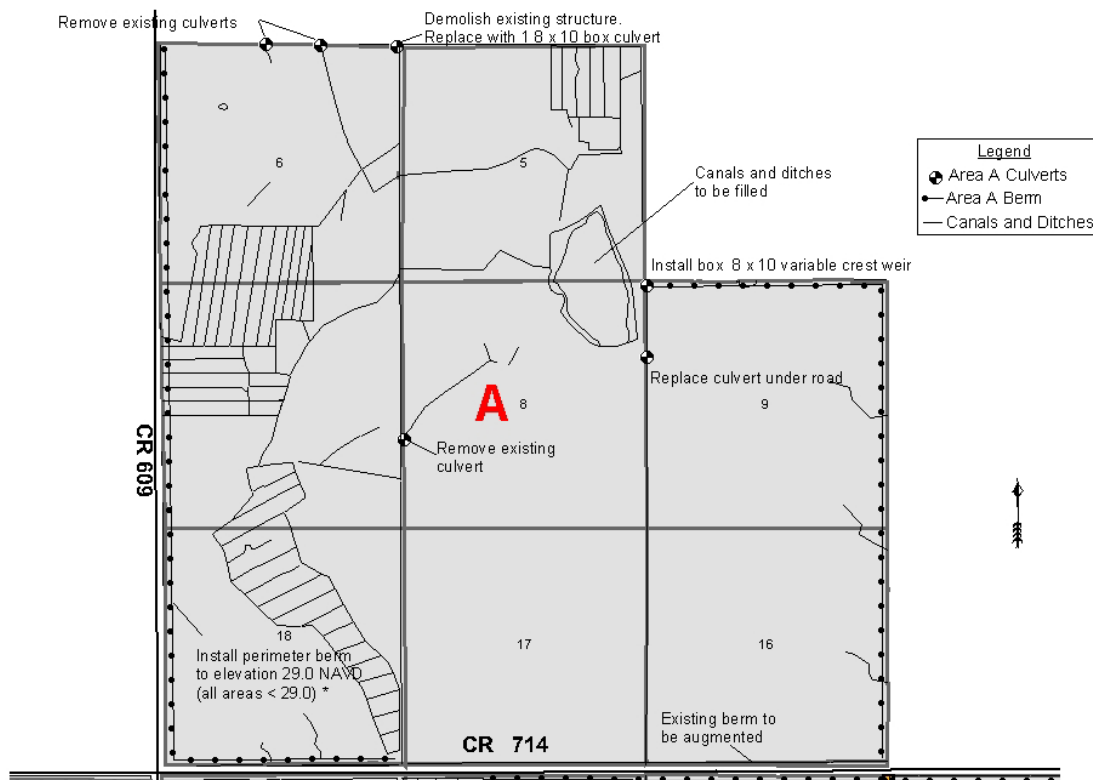 Remove existing culverts
Demolish existing structure.
Replace with 1 8 x 10 box culvert
6
5
Canals and ditches
to be filled
Legend
Area A Culverts
Area A Berm
Canals and Ditches
Install box 8 x 10 variable crest weir
Replace culvert under road
A
8
9
CR 609
Remove existing
culvert
18
17
16
Install perimeter berm
to elevation 29.0 NAVD
(all areas < 29.0) *
Existing berm to
be augmented
CR 714